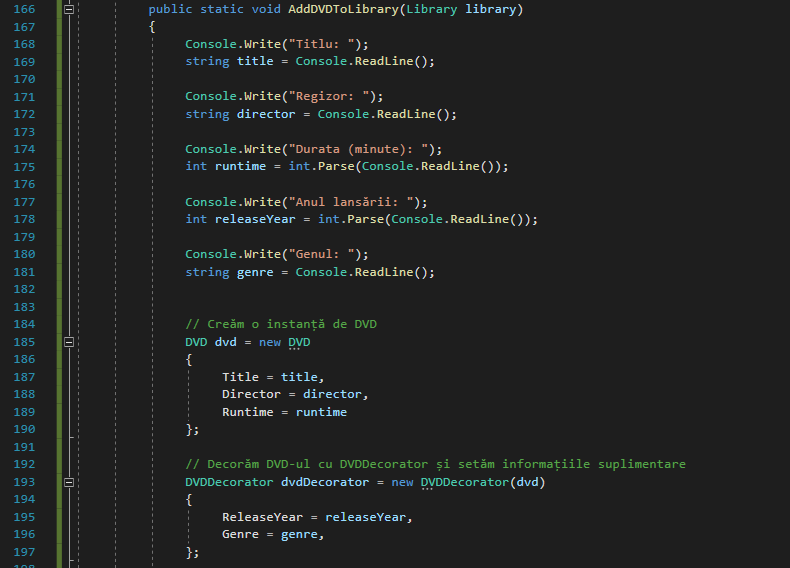 166 public static void AddDVDToLibrary(Library library)
167 {
168 Console.Write("Titlu: ");
169 string title = Console.ReadLine();
170
171 Console.Write("Regizor: ");
172 string director = Console.ReadLine();
173
174 Console.Write("Durata (minute): ");
175 int runtime = int.Parse(Console.ReadLine());
176
177 Console.Write("Anul lansării: ");
178 int releaseYear = int.Parse(Console.ReadLine());
179
180 Console.Write("Genul: ");
181 string genre = Console.ReadLine();
182
183
184 // Creăm o instanță de DVD
185 DVD dvd = new DVD
186 {
187 Title = title,
188 Director = director,
189 Runtime = runtime
190 };
191
192 // Decorăm DVD-ul cu DVDDecorator și setăm informațiile suplimentare
193 DVDDecorator dvdDecorator = new DVDDecorator(dvd)
194 {
195 ReleaseYear = releaseYear,
196 Genre = genre,
197 };
198